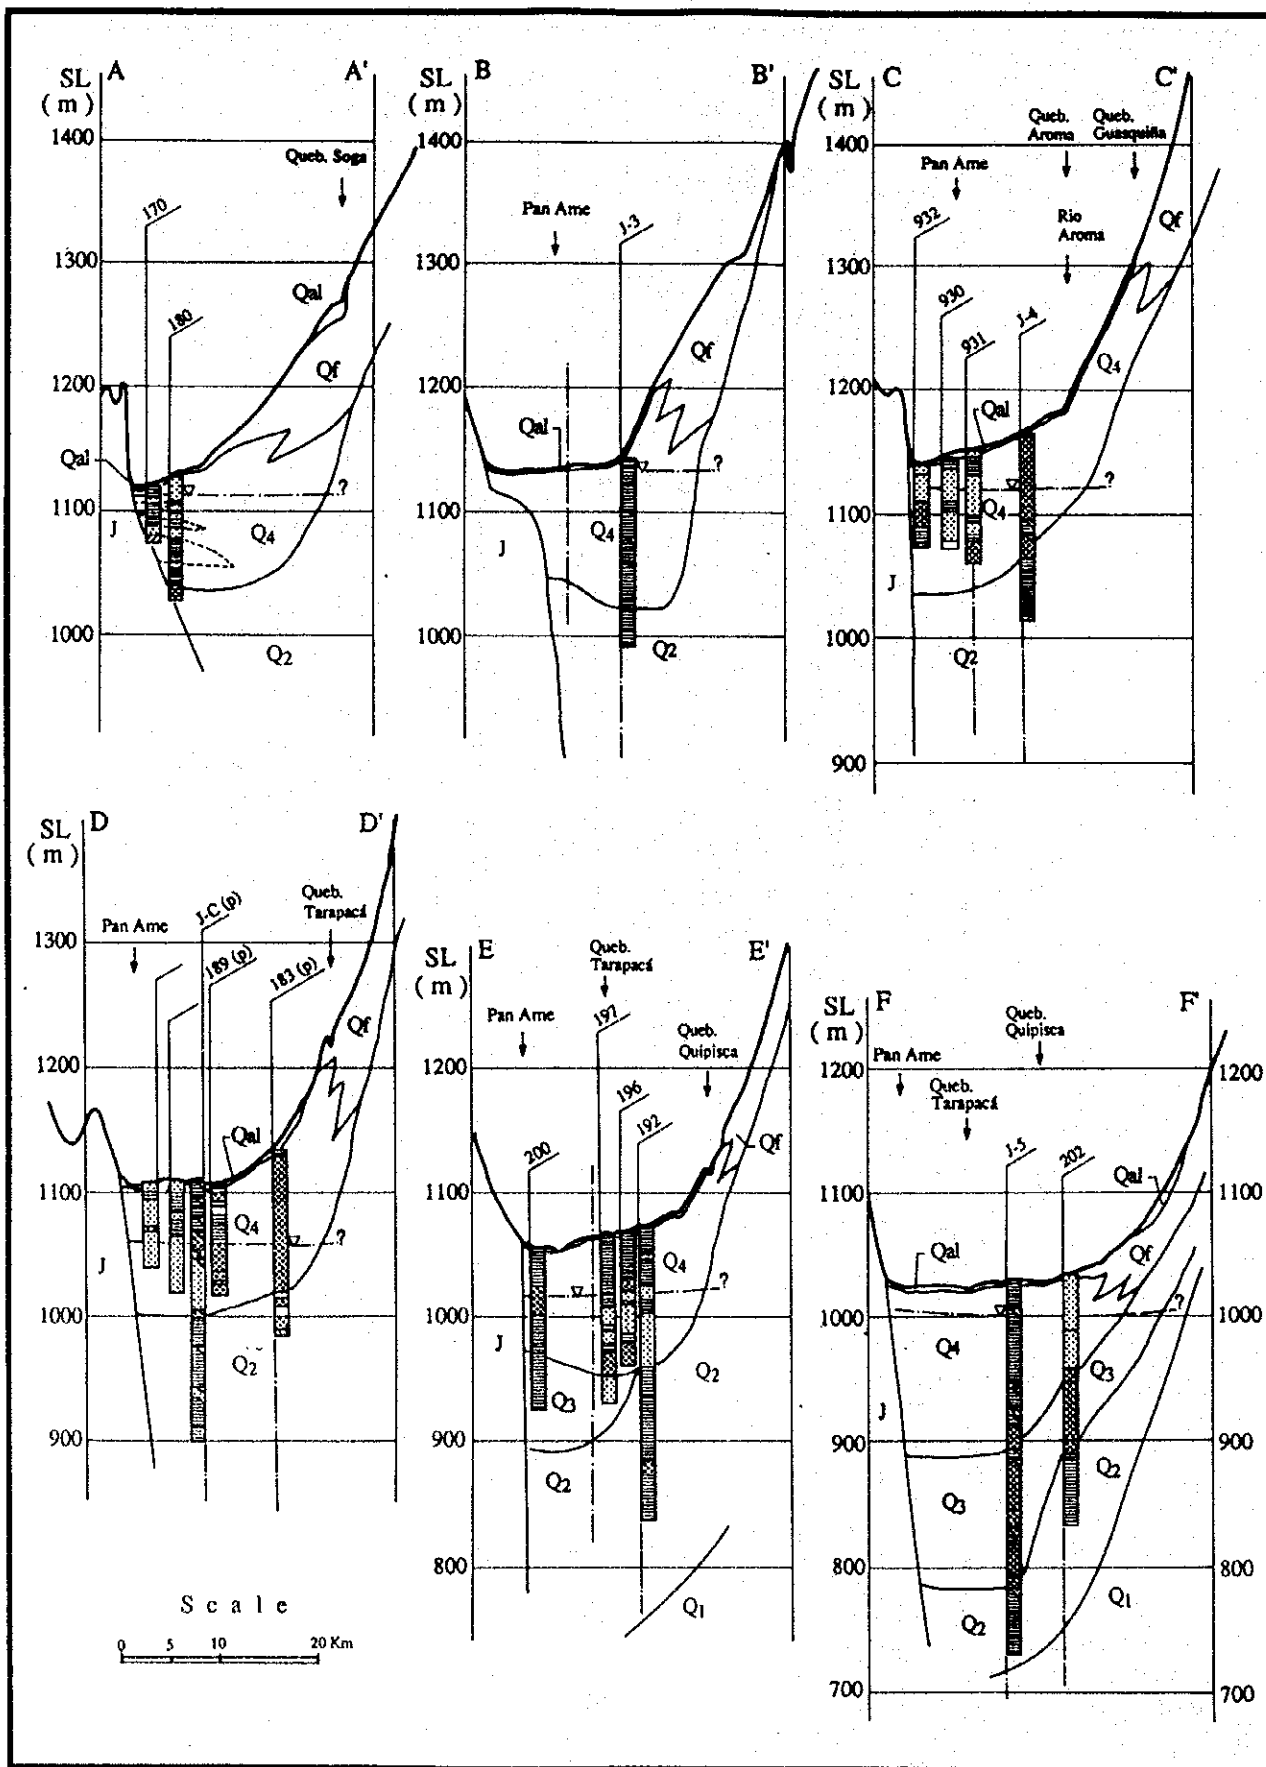 SL
(m)
A
A'
1400
1300
1200
1100
1000
Queb. Soga
170
180
Qal
Qf
Qal
?
J
Q4
Q2
SL
(m)
B
B'
1400
1300
1200
1100
1000
Pan Ame
J-3
Qf
Qal
?
J
Q4
Q2
SL
(m)
C
C'
1400
1300
1200
1100
1000
900
Queb.
Aroma
Queb.
Guasquiña
Pan Ame
Rio
Aroma
932
930
931
J-4
Qf
Q4
Qal
?
Q4
J
Q2
SL
(m)
D
D'
1300
1200
1100
1000
900
Pan Ame
J-C (p)
189 (p)
183 (p)
Queb.
Tarapacá
Qf
Qal
Q4
?
J
Q2
SL
(m)
E
E'
1200
1100
1000
900
800
Pan Ame
Queb.
Tarapacá
197
196
192
200
Queb.
Quipisca
Qf
Q4
?
J
Q3
Q2
Q2
Q1
SL
(m)
F
F'
1200
1100
1000
900
800
700
1200
1100
1000
900
800
700
Pan Ame
Queb.
Quipisca
Queb.
Tarapacá
J-5
202
Qal
Qal
Qf
?
Q4
Q3
J
Q2
Q3
Q2
Q1
Scale
0 5 10 20 Km